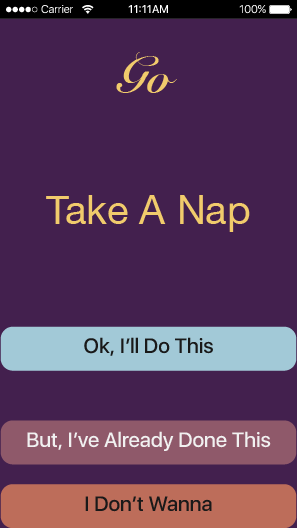 Carrier 11:11AM 100%
Go
Take A Nap
Ok, I'll Do This
But, I've Already Done This
I Don't Wanna